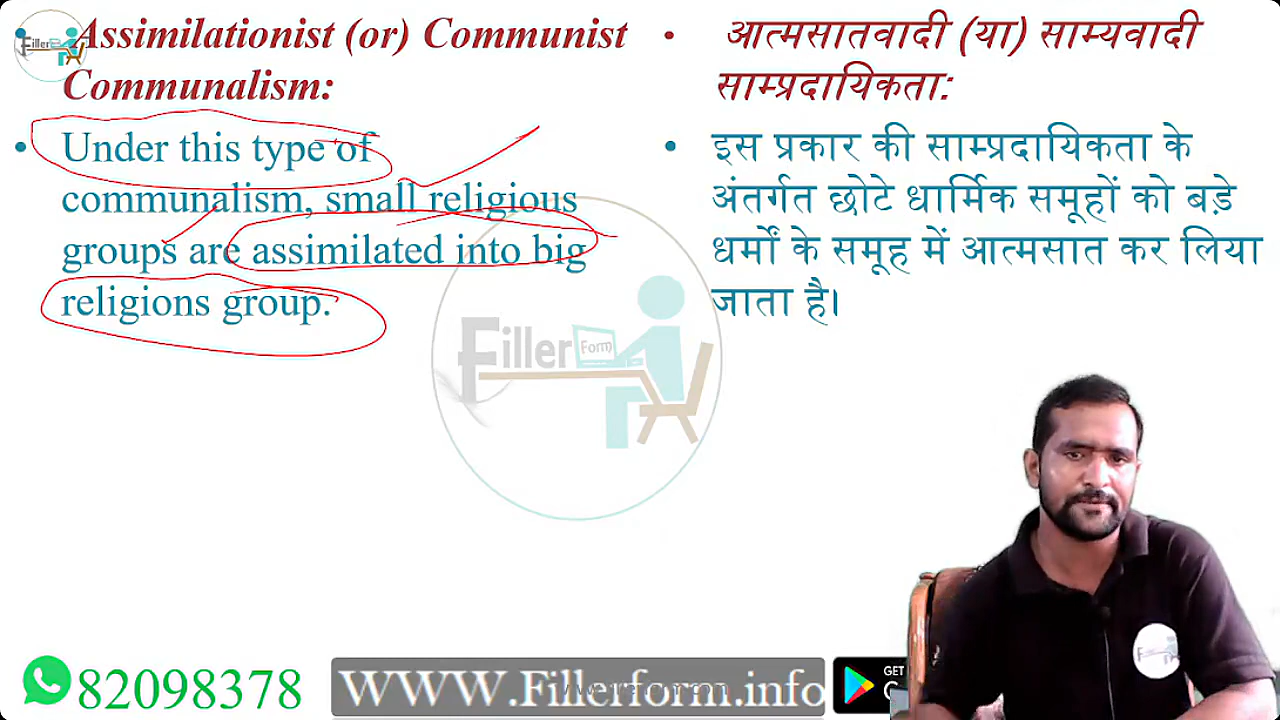 Assimilationist (or) Communist
Communalism:
Under this type of
communalism, small religious
groups are assimilated into big
religions group.
आत्मसातवादी (या) साम्यवादी
साम्प्रदायिकता:
इस प्रकार की साम्प्रदायिकता के
अंतर्गत छोटे धार्मिक समूहों को बड़े
धर्मों के समूह में आत्मसात कर लिया
जाता है।
Filler
Filler Form
82098378
WWW.Fillerform.info
GET